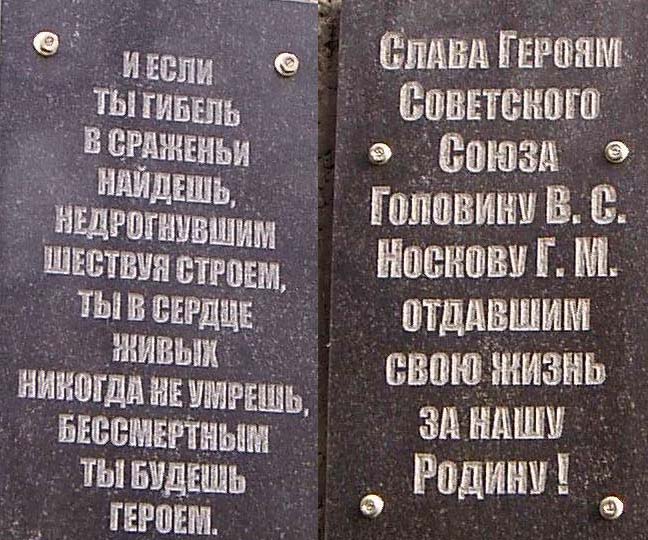 И ЕСЛИ
ТЫ ГИБЕЛЬ
В СРАЖЕНЬИ
НАЙДЕШЬ,
НЕДРОГНУВШИМ
ШЕСТВУЯ СТРОЕМ,
ТЫ В СЕРДЦЕ
ЖИВЫХ
НИКОГДА НЕ УМРЕШЬ,
БЕССМЕРТНЫМ
ТЫ БУДЕШЬ
ГЕРОЕМ.
СЛАВА ГЕРОЯМ
СОВЕТСКОГО
СОЮЗА
ГОЛОВИНУ В. С.
НОСКОВУ Г. М.
ОТДАВШИМ
СВОЮ ЖИЗНЬ
ЗА НАШУ
РОДИНУ !